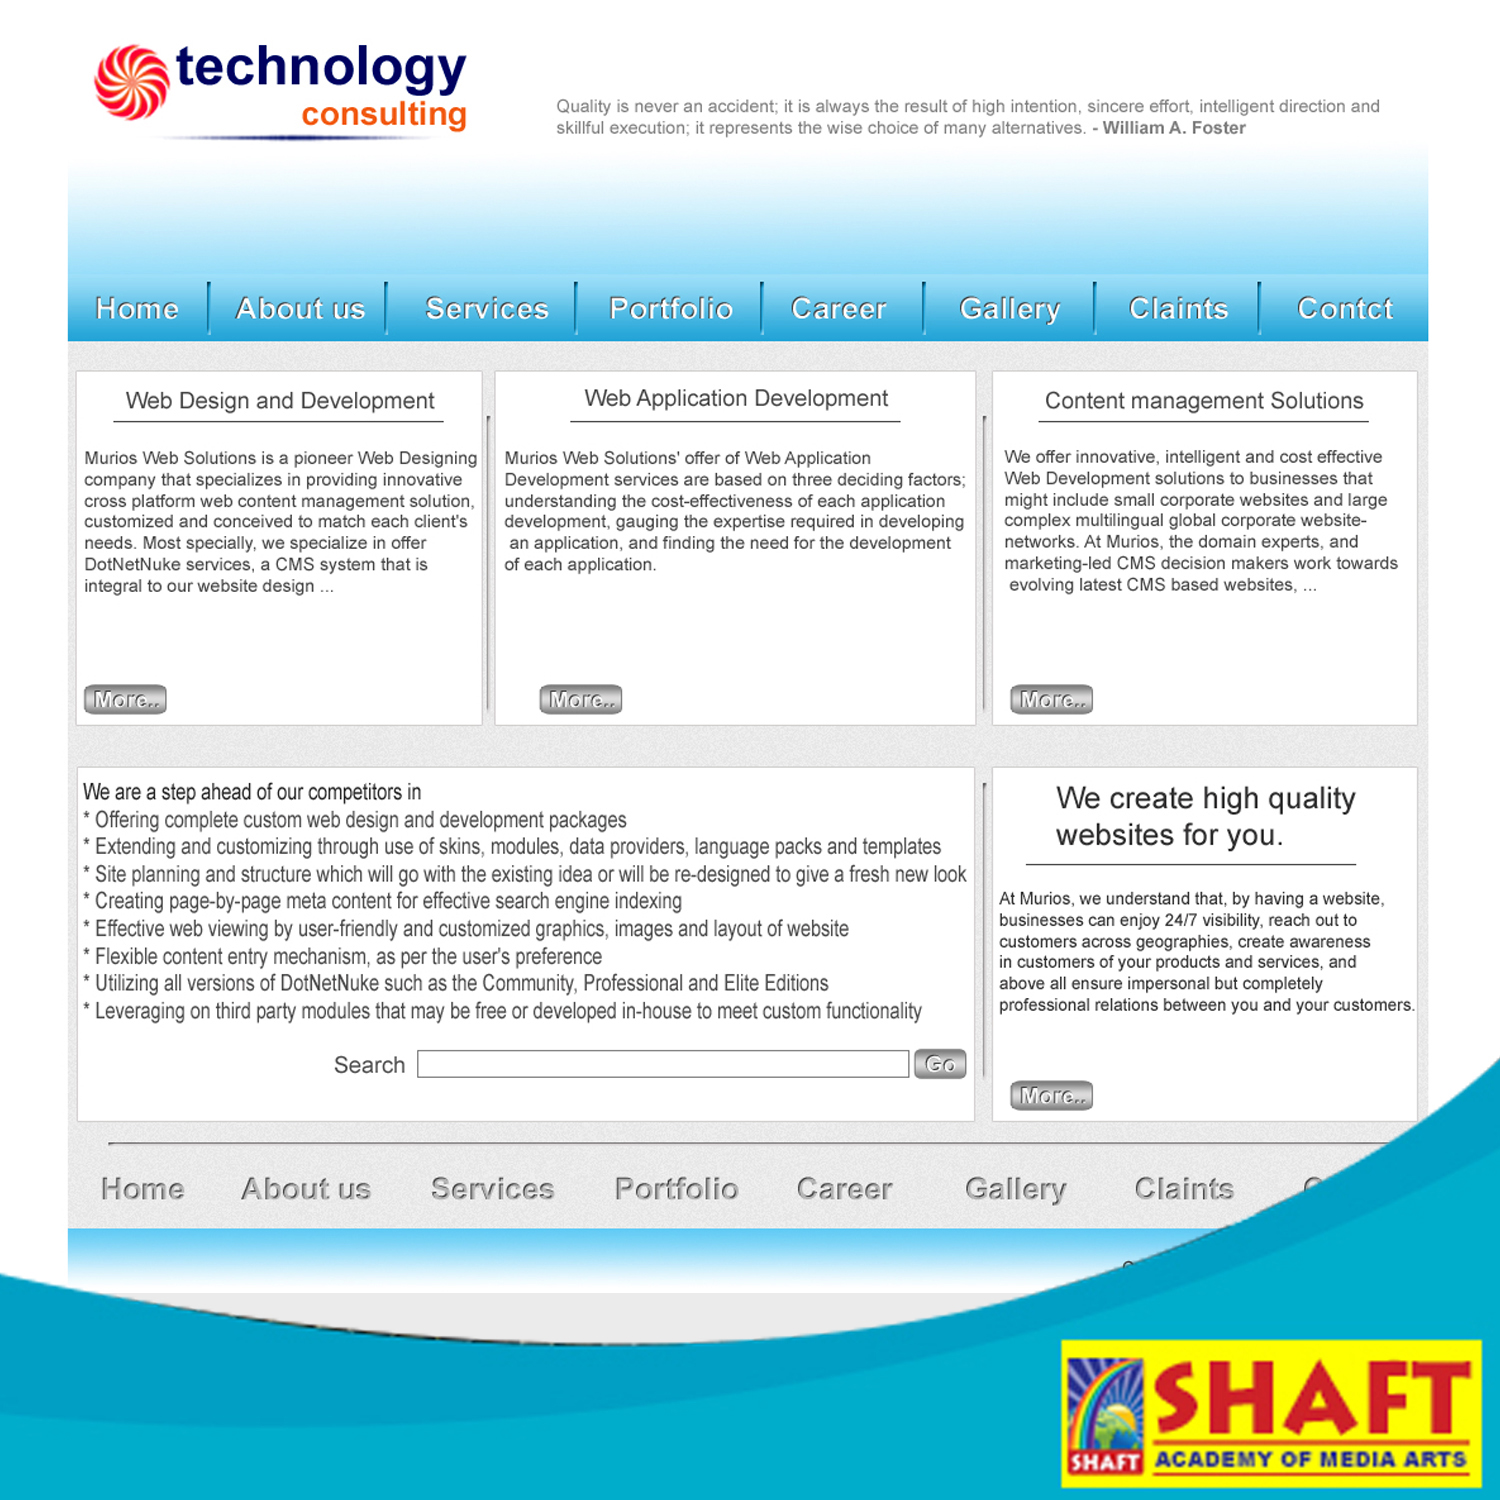 technology
consulting
Quality is never an accident; it is always the result of high intention, sincere effort, intelligent direction and
skillful execution; it represents the wise choice of many alternatives. - William A. Foster
Home About us Services Portfolio Career Gallery Claints Contct
Web Design and Development
Murios Web Solutions is a pioneer Web Designing
company that specializes in providing innovative
cross platform web content management solution,
customized and conceived to match each client's
needs. Most specially, we specialize in offer
DotNetNuke services, a CMS system that is
integral to our website design ...
More..
Web Application Development
Murios Web Solutions' offer of Web Application
Development services are based on three deciding factors;
understanding the cost-effectiveness of each application
development, gauging the expertise required in developing
an application, and finding the need for the development
of each application.
More..
Content management Solutions
We offer innovative, intelligent and cost effective
Web Development solutions to businesses that
might include small corporate websites and large
complex multilingual global corporate website-
networks. At Murios, the domain experts, and
marketing-led CMS decision makers work towards
evolving latest CMS based websites, ...
More..
We are a step ahead of our competitors in
* Offering complete custom web design and development packages
* Extending and customizing through use of skins, modules, data providers, language packs and templates
* Site planning and structure which will go with the existing idea or will be re-designed to give a fresh new look
* Creating page-by-page meta content for effective search engine indexing
* Effective web viewing by user-friendly and customized graphics, images and layout of website
* Flexible content entry mechanism, as per the user's preference
* Utilizing all versions of DotNetNuke such as the Community, Professional and Elite Editions
* Leveraging on third party modules that may be free or developed in-house to meet custom functionality
Search Go
We create high quality
websites for you.
At Murios, we understand that, by having a website,
businesses can enjoy 24/7 visibility, reach out to
customers across geographies, create awareness
in customers of your products and services, and
above all ensure impersonal but completely
professional relations between you and your customers.
More..
Home About us Services Portfolio Career Gallery Claints
SHAFT
SHAFT
ACADEMY OF MEDIA ARTS